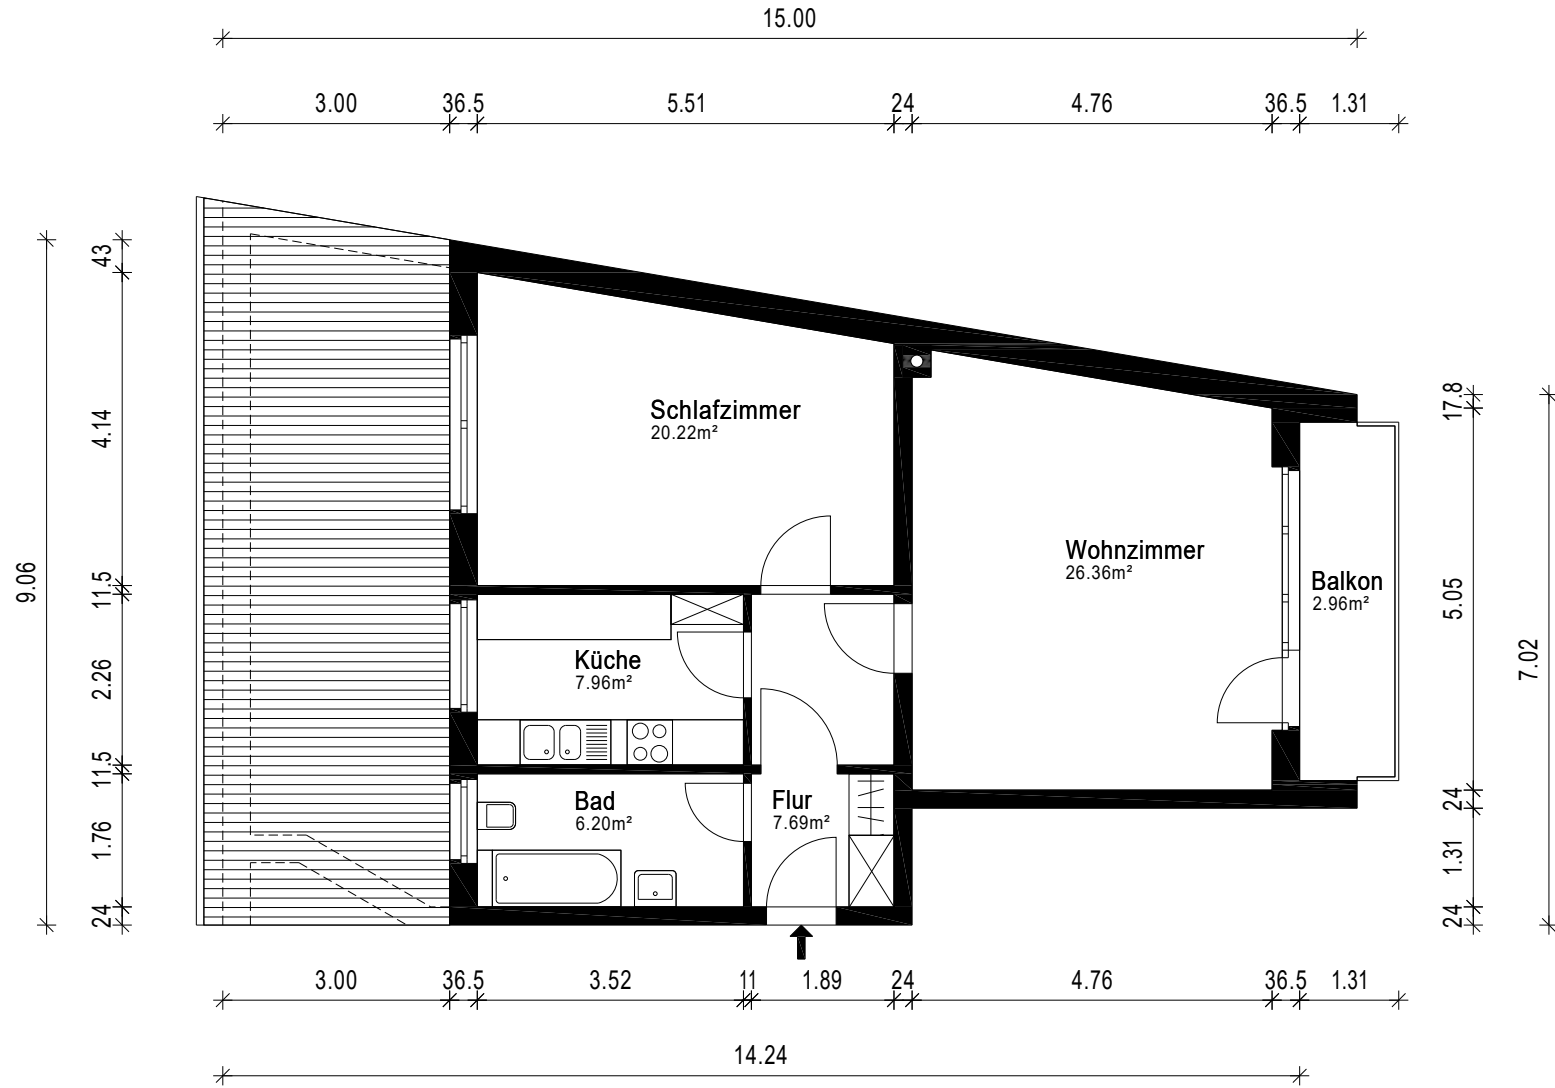 15.00
3.00 36.5 5.51 24 4.76 36.5 1.31
43
4.14
11.5
2.26
11.5
1.76
24
9.06
Schlafzimmer
20.22m²
Wohnzimmer
26.36m²
Balkon
2.96m²
Küche
7.96m²
Bad
6.20m²
Flur
7.69m²
17.8
5.05
24
1.31
24
7.02
3.00 36.5 3.52 11 1.89 24 4.76 36.5 1.31
14.24